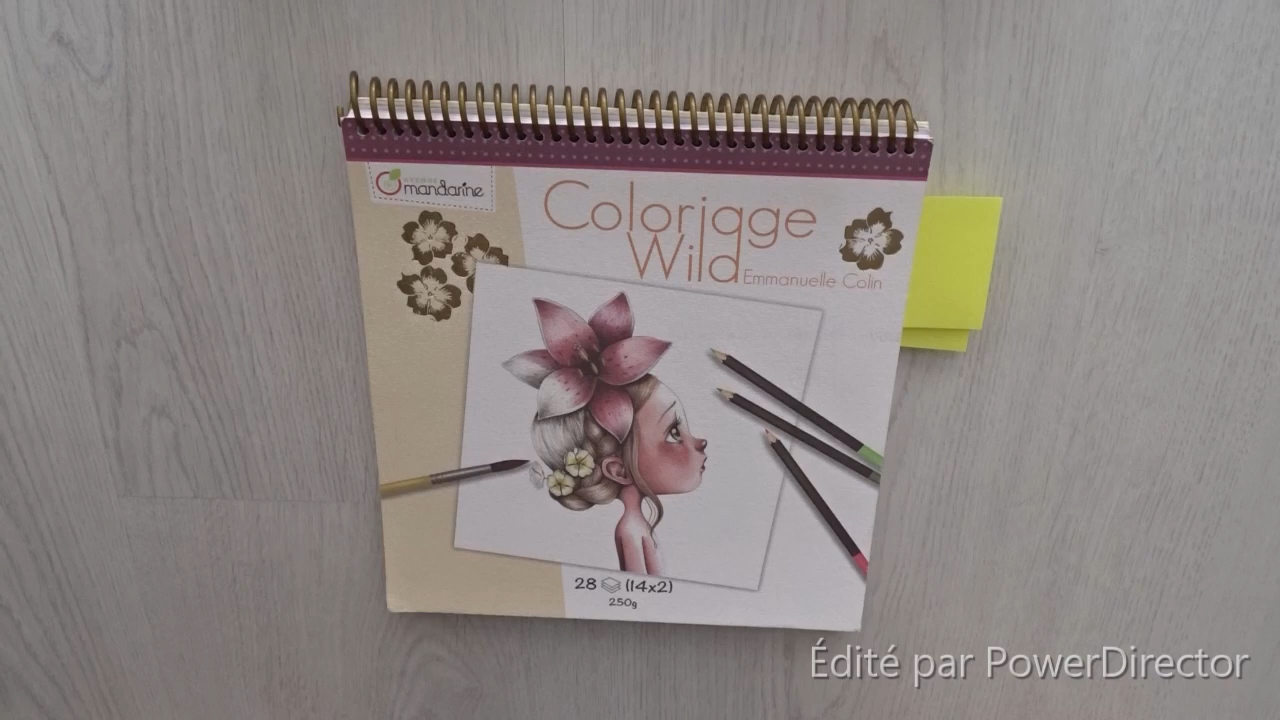 mandarine
Coloriage
Wild
Emmanuelle Colin
28 (14x2)
250g
Édité par PowerDirector